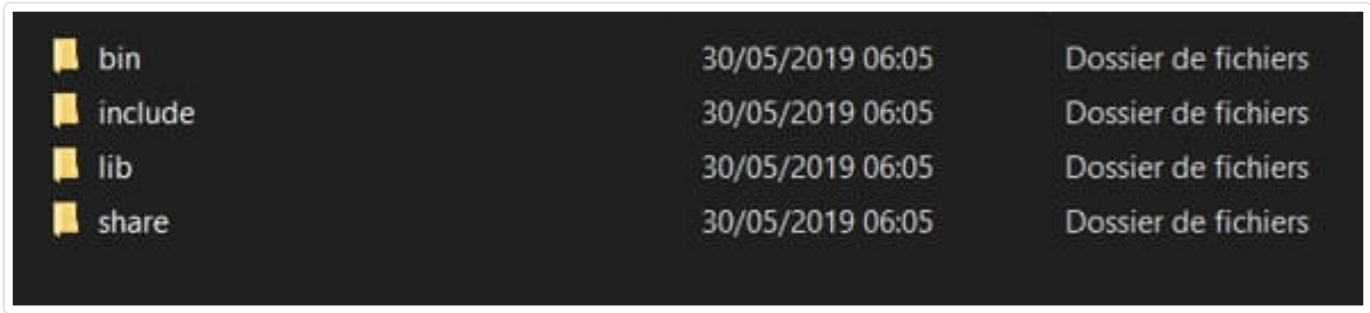 bin 30/05/2019 06:05 Dossier de fichiers
include 30/05/2019 06:05 Dossier de fichiers
lib 30/05/2019 06:05 Dossier de fichiers
share 30/05/2019 06:05 Dossier de fichiers